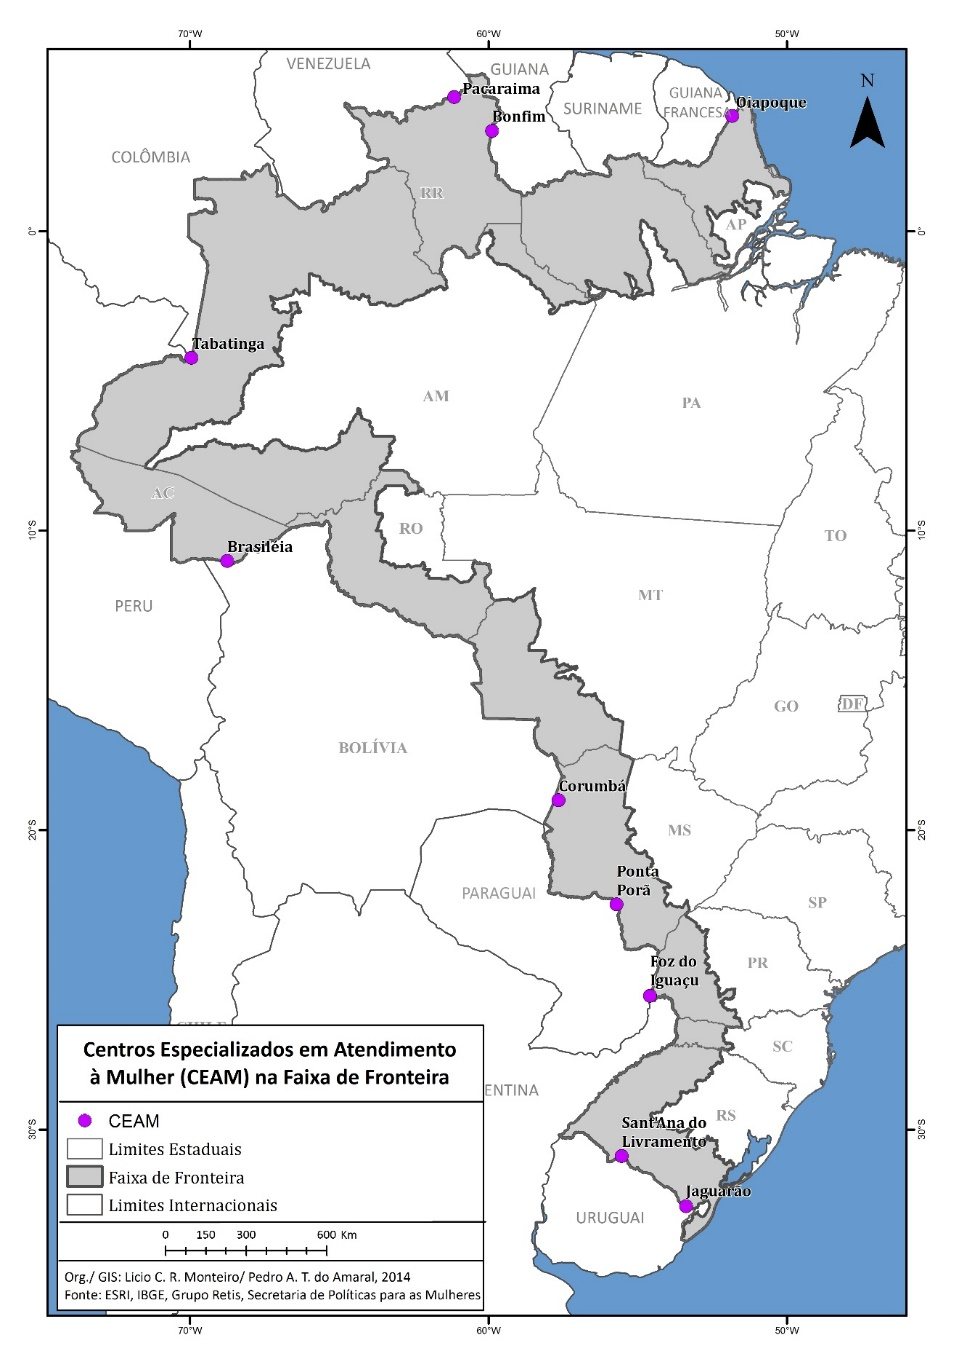 70°W
60°W
50°W
VENEZUELA
GUIANA
N
Pacaraima
SURINAME
GUIANA
FRANCESA
Oiapoque
Bonfim
COLÔMBIA
RR
AP
0°
0°
Tabatinga
AM
PA
AC
RO
TO
10°S
10°S
Brasiléia
PERU
MT
GO
DF
BOLÍVIA
Corumbá
MS
20°S
20°S
Ponta
Porã
PARAGUAI
SP
Foz do
Iguaçu
PR
SC
ENTINA
RS
Sant'Ana do
Livramento
30°S
30°S
Jaguarão
URUGUAI
Centros Especializados em Atendimento
à Mulher (CEAM) na Faixa de Fronteira
CEAM
Limites Estaduais
Faixa de Fronteira
Limites Internacionais
0 150 300 600 Km
Org./ GIS: Licio C. R. Monteiro/ Pedro A. T. do Amaral, 2014
Fonte: ESRI, IBGE, Grupo Retis, Secretaria de Políticas para as Mulheres
70°W
60°W
50°W